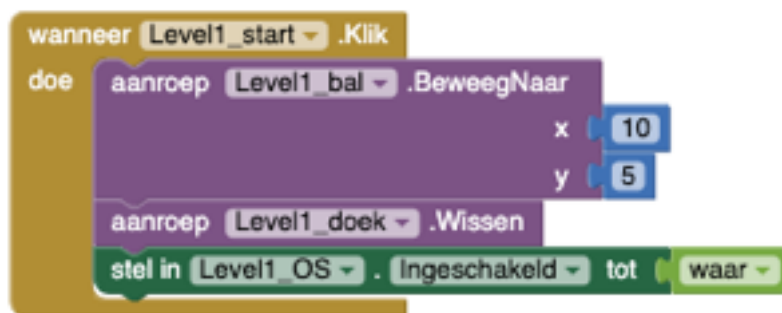 wanneer Level1_start .Klik
doe aanroep Level1_bal .BeweegNaar
x 10
y 5
aanroep Level1_doek .Wissen
stel in Level1_OS . Ingeschakeld tot waar